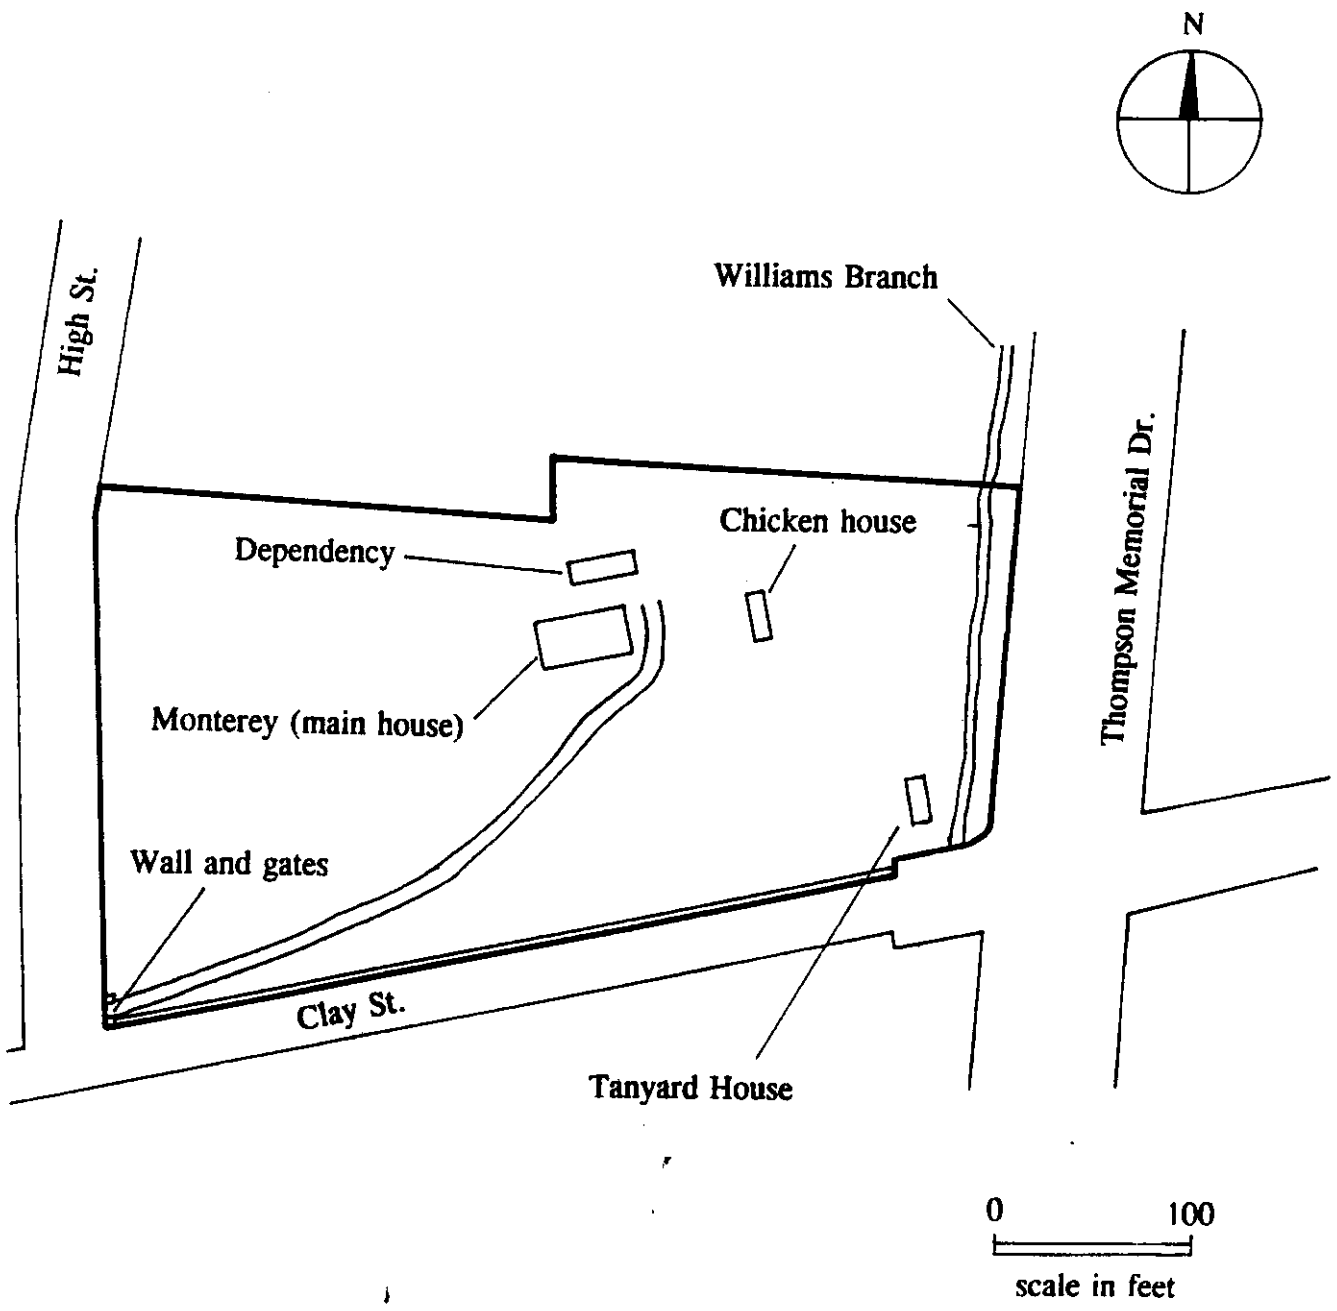 N
Williams Branch
High St.
Chicken house
Dependency
Thompson Memorial Dr.
Monterey (main house)
Wall and gates
Clay St.
Tanyard House
0 100
scale in feet